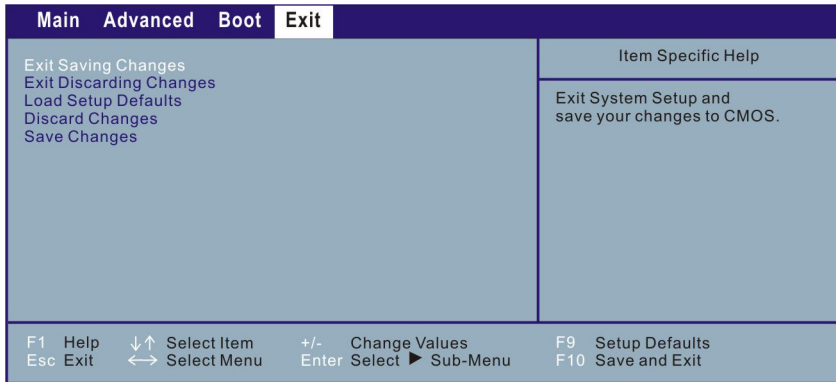 Main Advanced Boot Exit
Exit Saving Changes
Exit Discarding Changes
Load Setup Defaults
Discard Changes
Save Changes
Item Specific Help
Exit System Setup and
save your changes to CMOS.
F1 Help ↓↑ Select Item +/- Change Values F9 Setup Defaults
Esc Exit ↔ Select Menu Enter Select ▶ Sub-Menu F10 Save and Exit